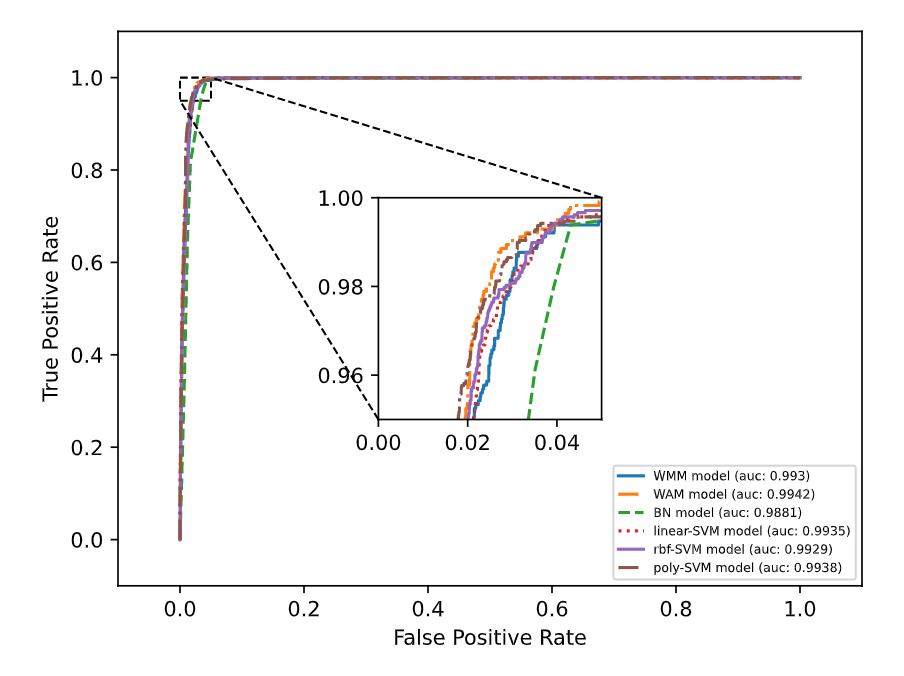 1.0
0.8
0.6
0.4
0.2
0.0
True Positive Rate
1.00
0.98
0.96
0.00 0.02 0.04
WMM model (auc: 0.993)
WAM model (auc: 0.9942)
BN model (auc: 0.9881)
linear-SVM model (auc: 0.9935)
rbf-SVM model (auc: 0.9929)
poly-SVM model (auc: 0.9938)
0.0 0.2 0.4 0.6 0.8 1.0
False Positive Rate